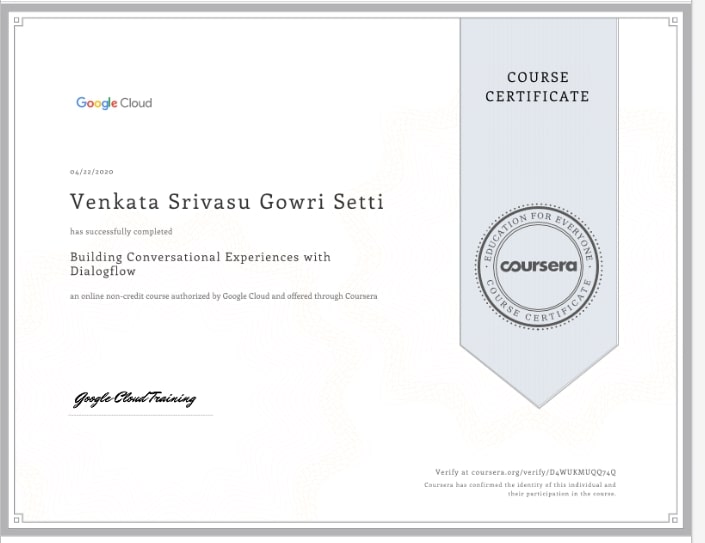 COURSE
CERTIFICATE
Google Cloud
04/22/2020
Venkata Srivasu Gowri Setti
has successfully completed
Building Conversational Experiences with
Dialogflow
an online non-credit course authorized by Google Cloud and offered through Coursera
EDUCATION FOR EVERYONE
coursera
COURSE CERTIFICATE
Google Cloud Training
Verify at coursera.org/verify/D4WUKMUQQ74Q
Coursera has confirmed the identity of this individual and
their participation in the course.